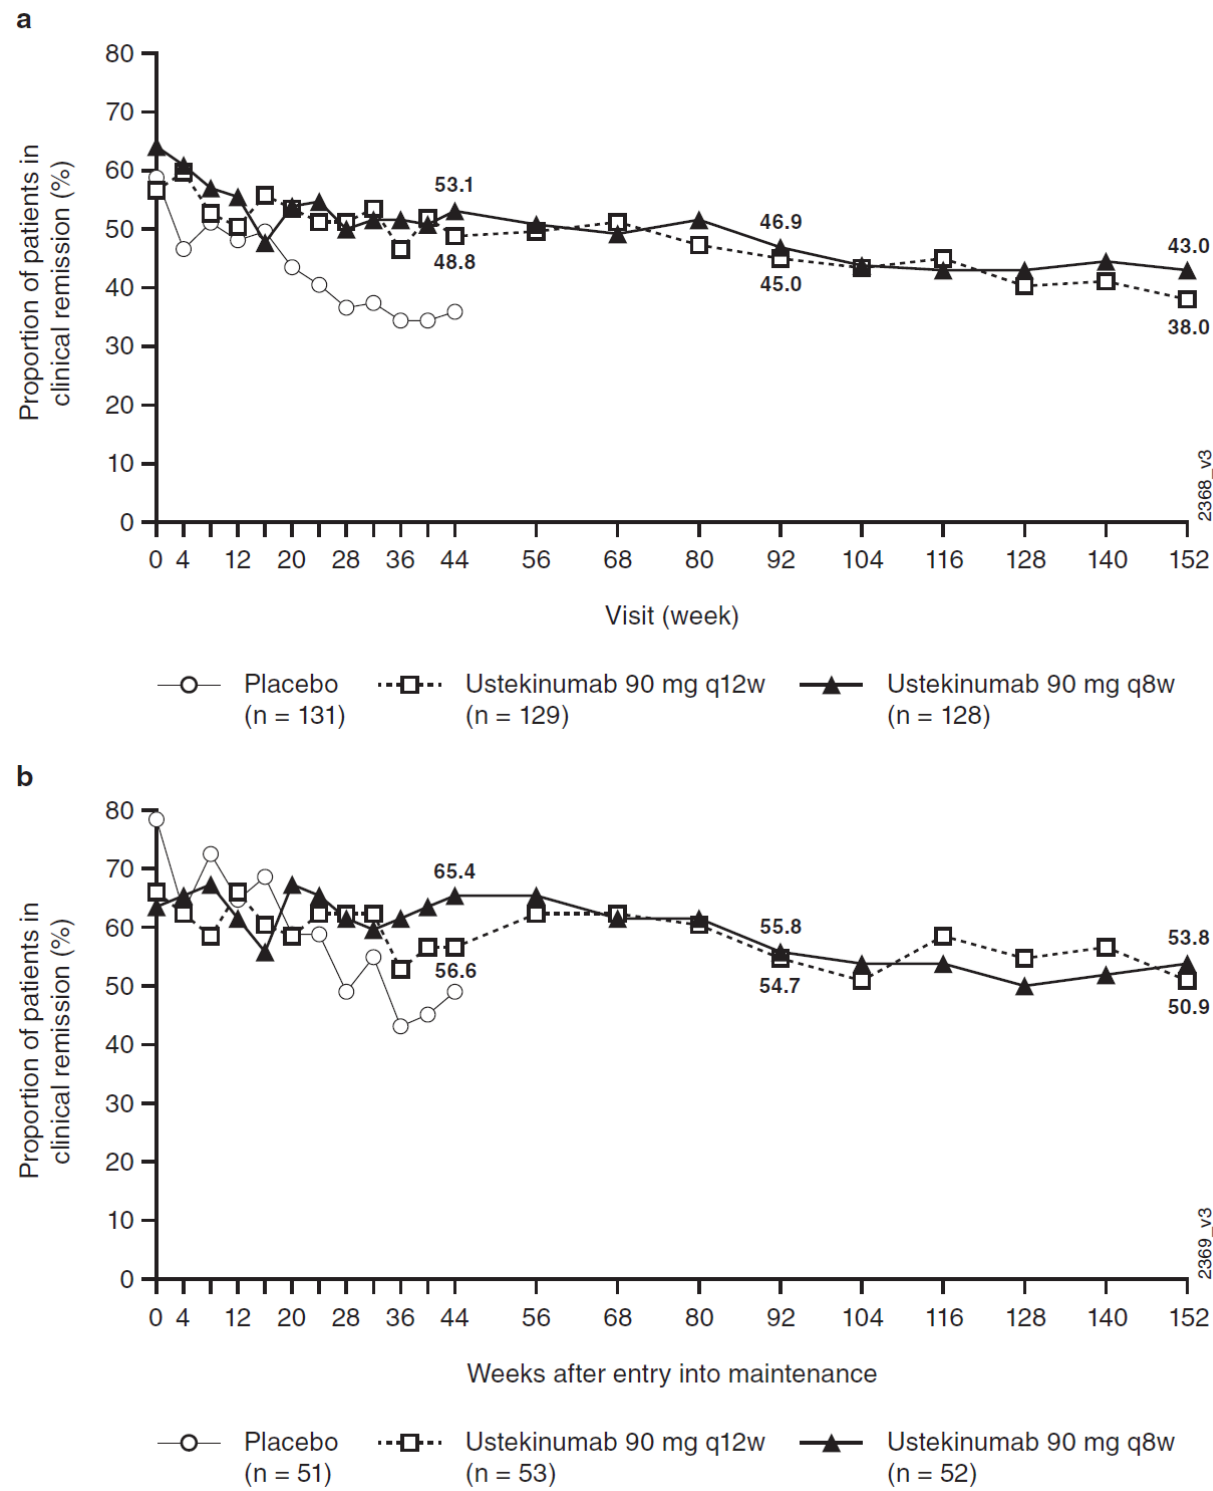 a
80
70
60
50
40
30
20
10
0
Proportion of patients in
clinical remission (%)
53.1
48.8
46.9
45.0
43.0
38.0
2368_v3
0 4 12 20 28 36 44 56 68 80 92 104 116 128 140 152
Visit (week)
Placebo Ustekinumab 90 mg q12w Ustekinumab 90 mg q8w
(n = 131) (n = 129) (n = 128)
b
80
70
60
50
40
30
20
10
0
Proportion of patients in
clinical remission (%)
65.4
56.6
55.8
54.7
53.8
50.9
2369_v3
0 4 12 20 28 36 44 56 68 80 92 104 116 128 140 152
Weeks after entry into maintenance
Placebo Ustekinumab 90 mg q12w Ustekinumab 90 mg q8w
(n = 51) (n = 53) (n = 52)